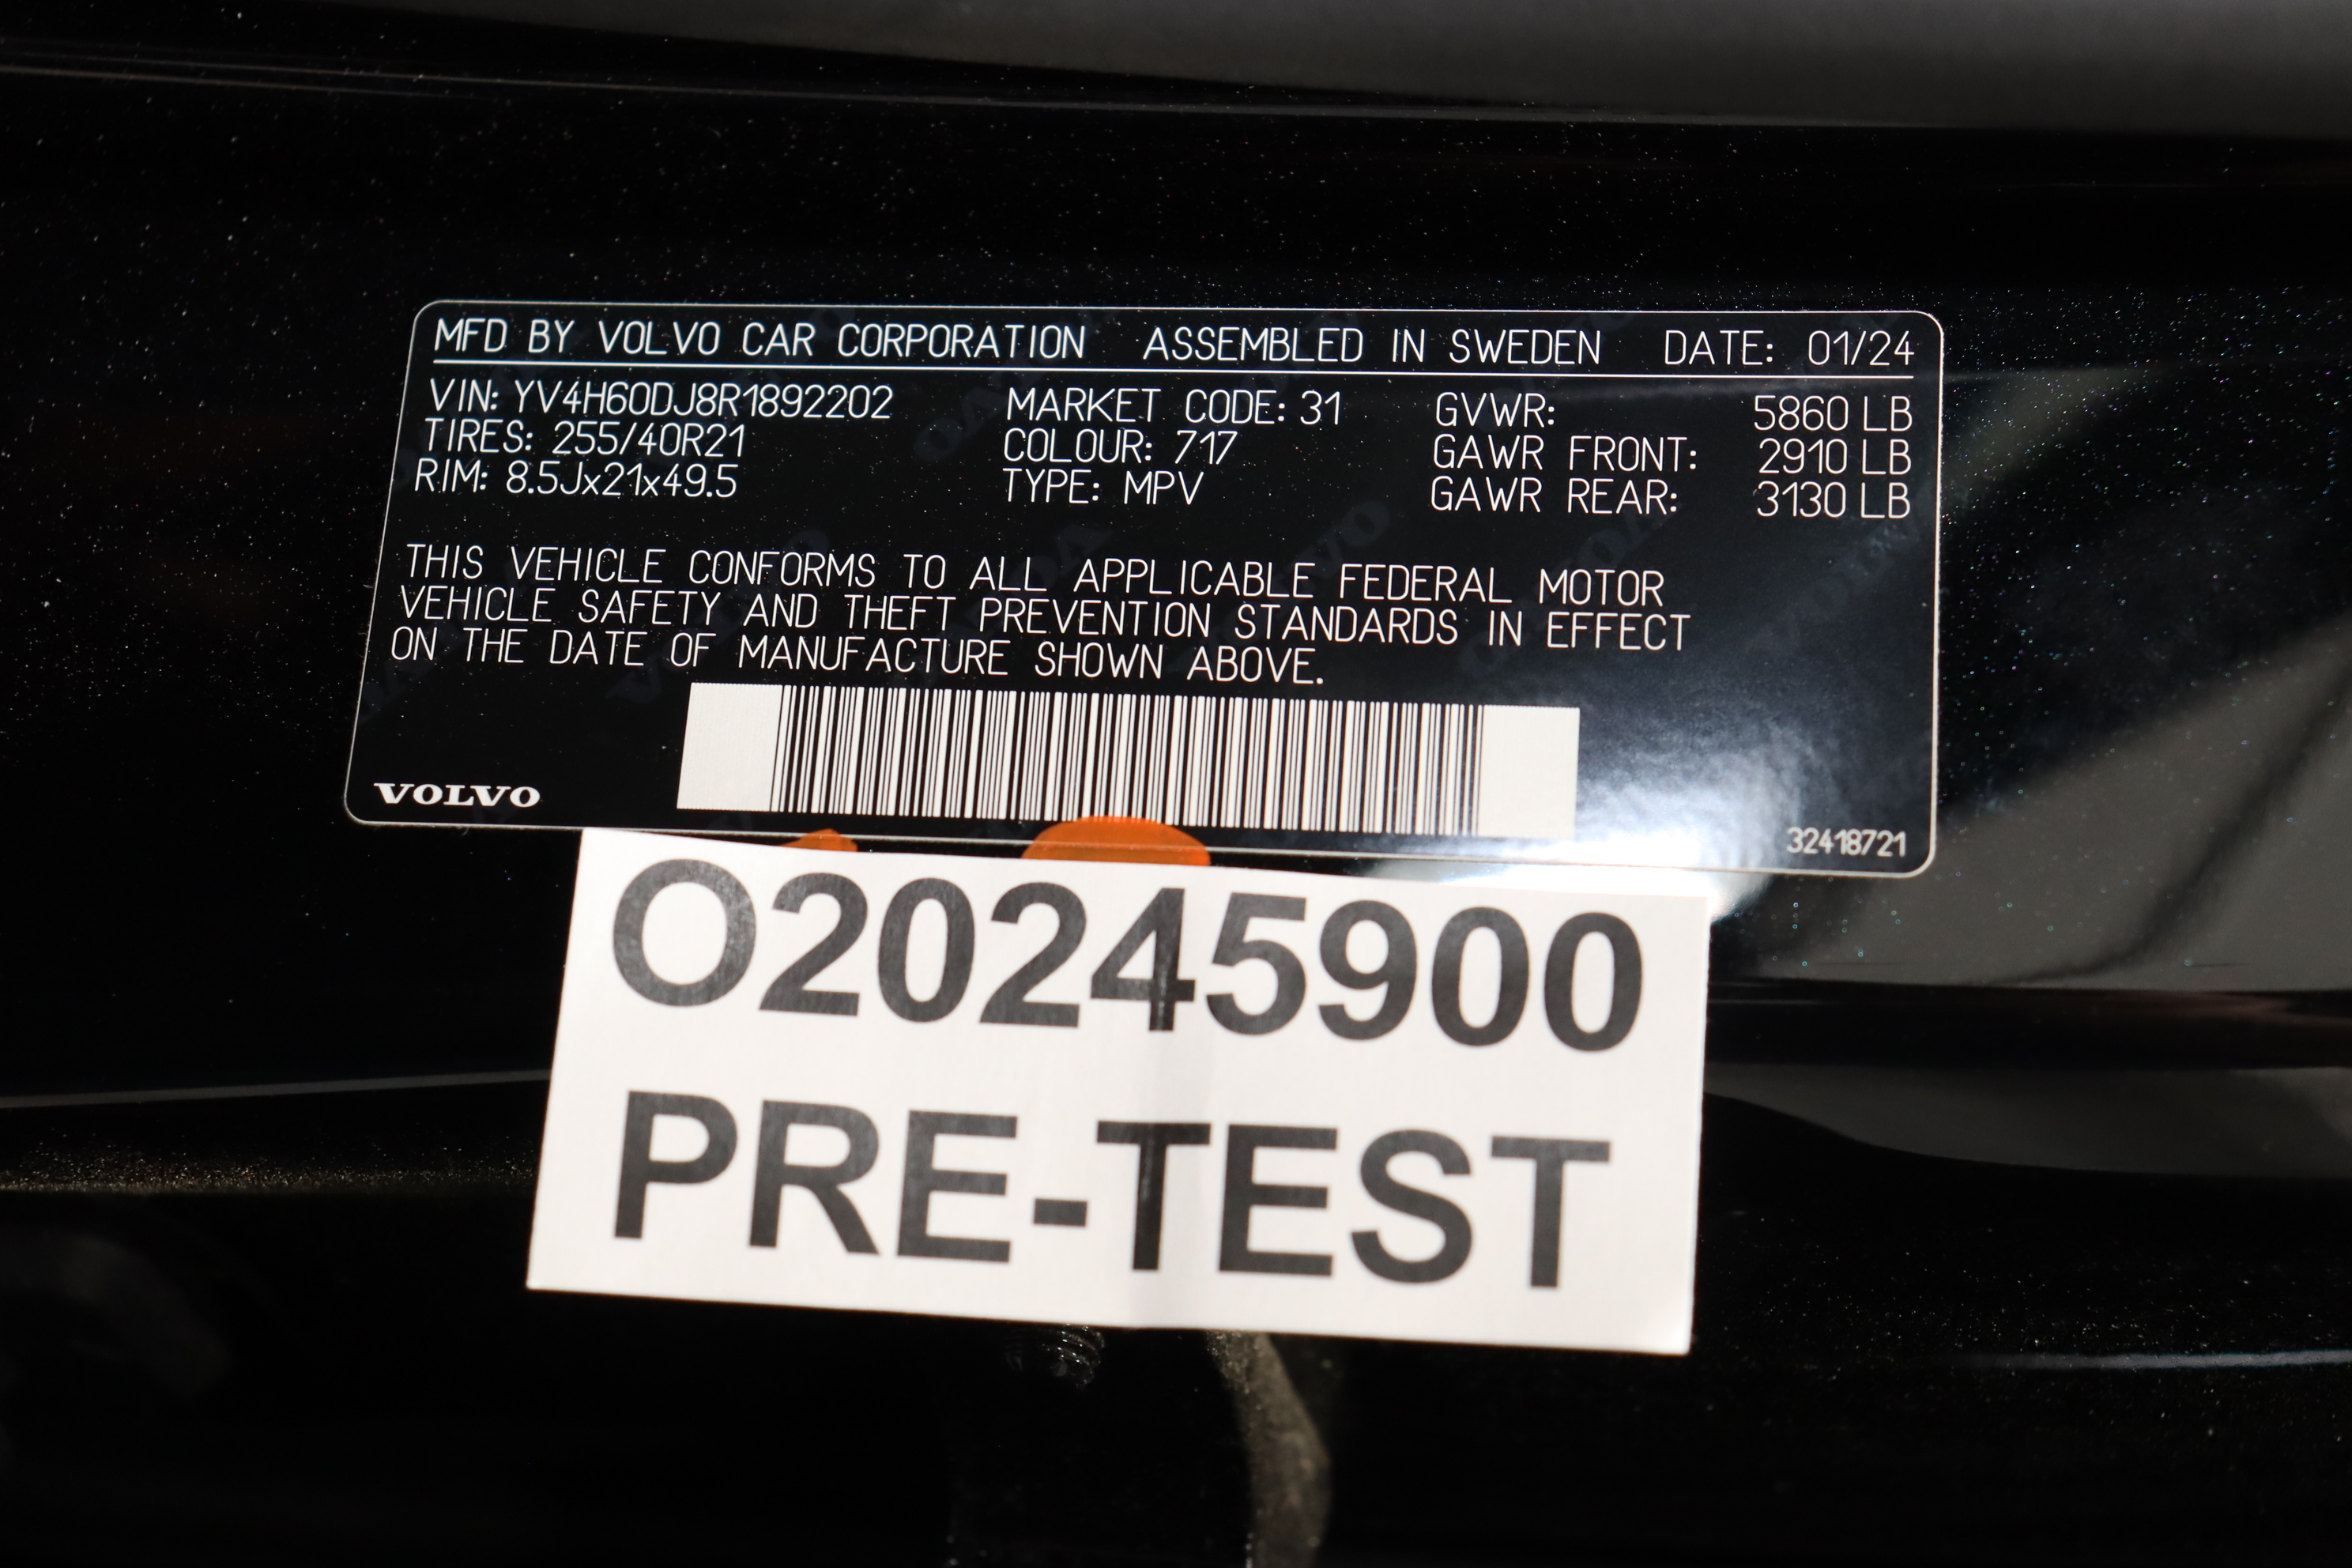 MFD BY VOLVO CAR CORPORATION ASSEMBLED IN SWEDEN DATE: 01/24
VIN: YV4H60DJ8R1892202 MARKET CODE: 31 GVWR: 5860 LB
TIRES: 255/40R21 COLOUR: 717 GAWR FRONT: 2910 LB
RIM: 8.5Jx21x49.5 TYPE: MPV GAWR REAR: 3130 LB
THIS VEHICLE CONFORMS TO ALL APPLICABLE FEDERAL MOTOR
VEHICLE SAFETY AND THEFT PREVENTION STANDARDS IN EFFECT
ON THE DATE OF MANUFACTURE SHOWN ABOVE.
VOLVO
32418721
O20245900
PRE-TEST